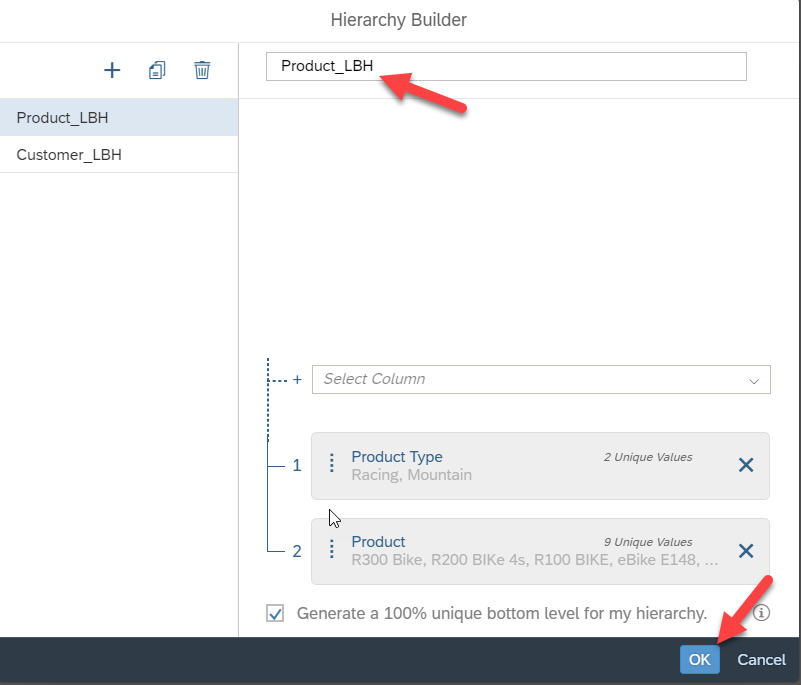 Hierarchy Builder
Product_LBH
Product_LBH
Customer_LBH
Select Column
1
Product Type
2 Unique Values
Racing, Mountain
2
Product
9 Unique Values
R300 Bike, R200 BIKe 4s, R100 BIKE, eBike E148, ...
Generate a 100% unique bottom level for my hierarchy.
OK
Cancel